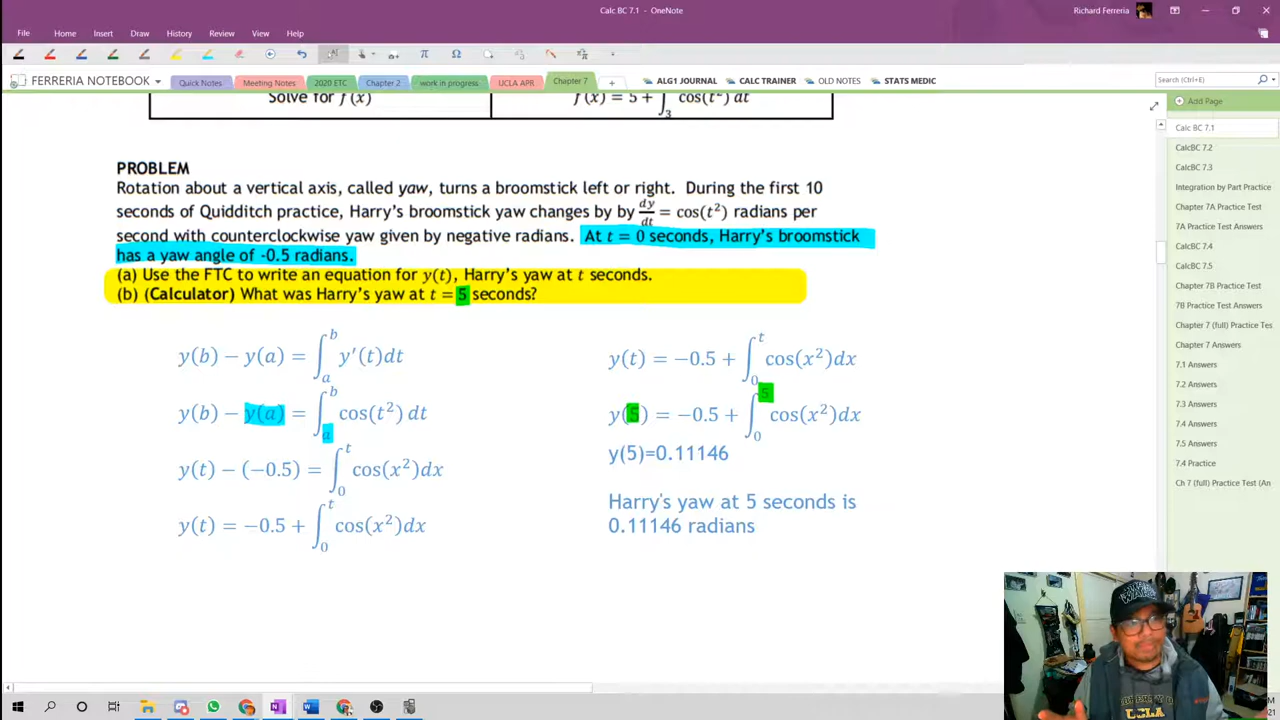 Calc BC 7.1 - OneNote
Richard Ferreria
File Home Insert Draw History Review View Help
FERRERIA NOTEBOOK
Quick Notes Meeting Notes 2020 ETC Chapter 2 work in progress UCLA APR Chapter 7 + ALG1 JOURNAL CALC TRAINER OLD NOTES STATS MEDIC
Search (Ctrl+E)
Solve for f(x) f(x) = 5 + ∫₃ cos(t²) dt
PROBLEM
Rotation about a vertical axis, called yaw, turns a broomstick left or right. During the first 10
seconds of Quidditch practice, Harry's broomstick yaw changes by by dy/dt = cos(t²) radians per
second with counterclockwise yaw given by negative radians. At t = 0 seconds, Harry's broomstick
has a yaw angle of -0.5 radians.
(a) Use the FTC to write an equation for y(t), Harry's yaw at t seconds.
(b) (Calculator) What was Harry's yaw at t = 5 seconds?
y(b) − y(a) = ∫ₐᵇ y′(t)dt
y(b) − y(a) = ∫ₐᵇ cos(t²) dt
y(t) − (−0.5) = ∫₀ᵗ cos(x²)dx
y(t) = −0.5 + ∫₀ᵗ cos(x²)dx
y(t) = −0.5 + ∫₀ᵗ cos(x²)dx
y(5) = −0.5 + ∫₀⁵ cos(x²)dx
y(5)=0.11146
Harry's yaw at 5 seconds is
0.11146 radians
Add Page
Calc BC 7.1
CalcBC 7.2
CalcBC 7.3
Integration by Part Practice
Chapter 7A Practice Test
7A Practice Test Answers
CalcBC 7.4
CalcBC 7.5
Chapter 7B Practice Test
7B Practice Test Answers
Chapter 7 (full) Practice Tes
Chapter 7 Answers
7.1 Answers
7.2 Answers
7.3 Answers
7.4 Answers
7.5 Answers
7.4 Practice
Ch 7 (full) Practice Test (An
UCLA